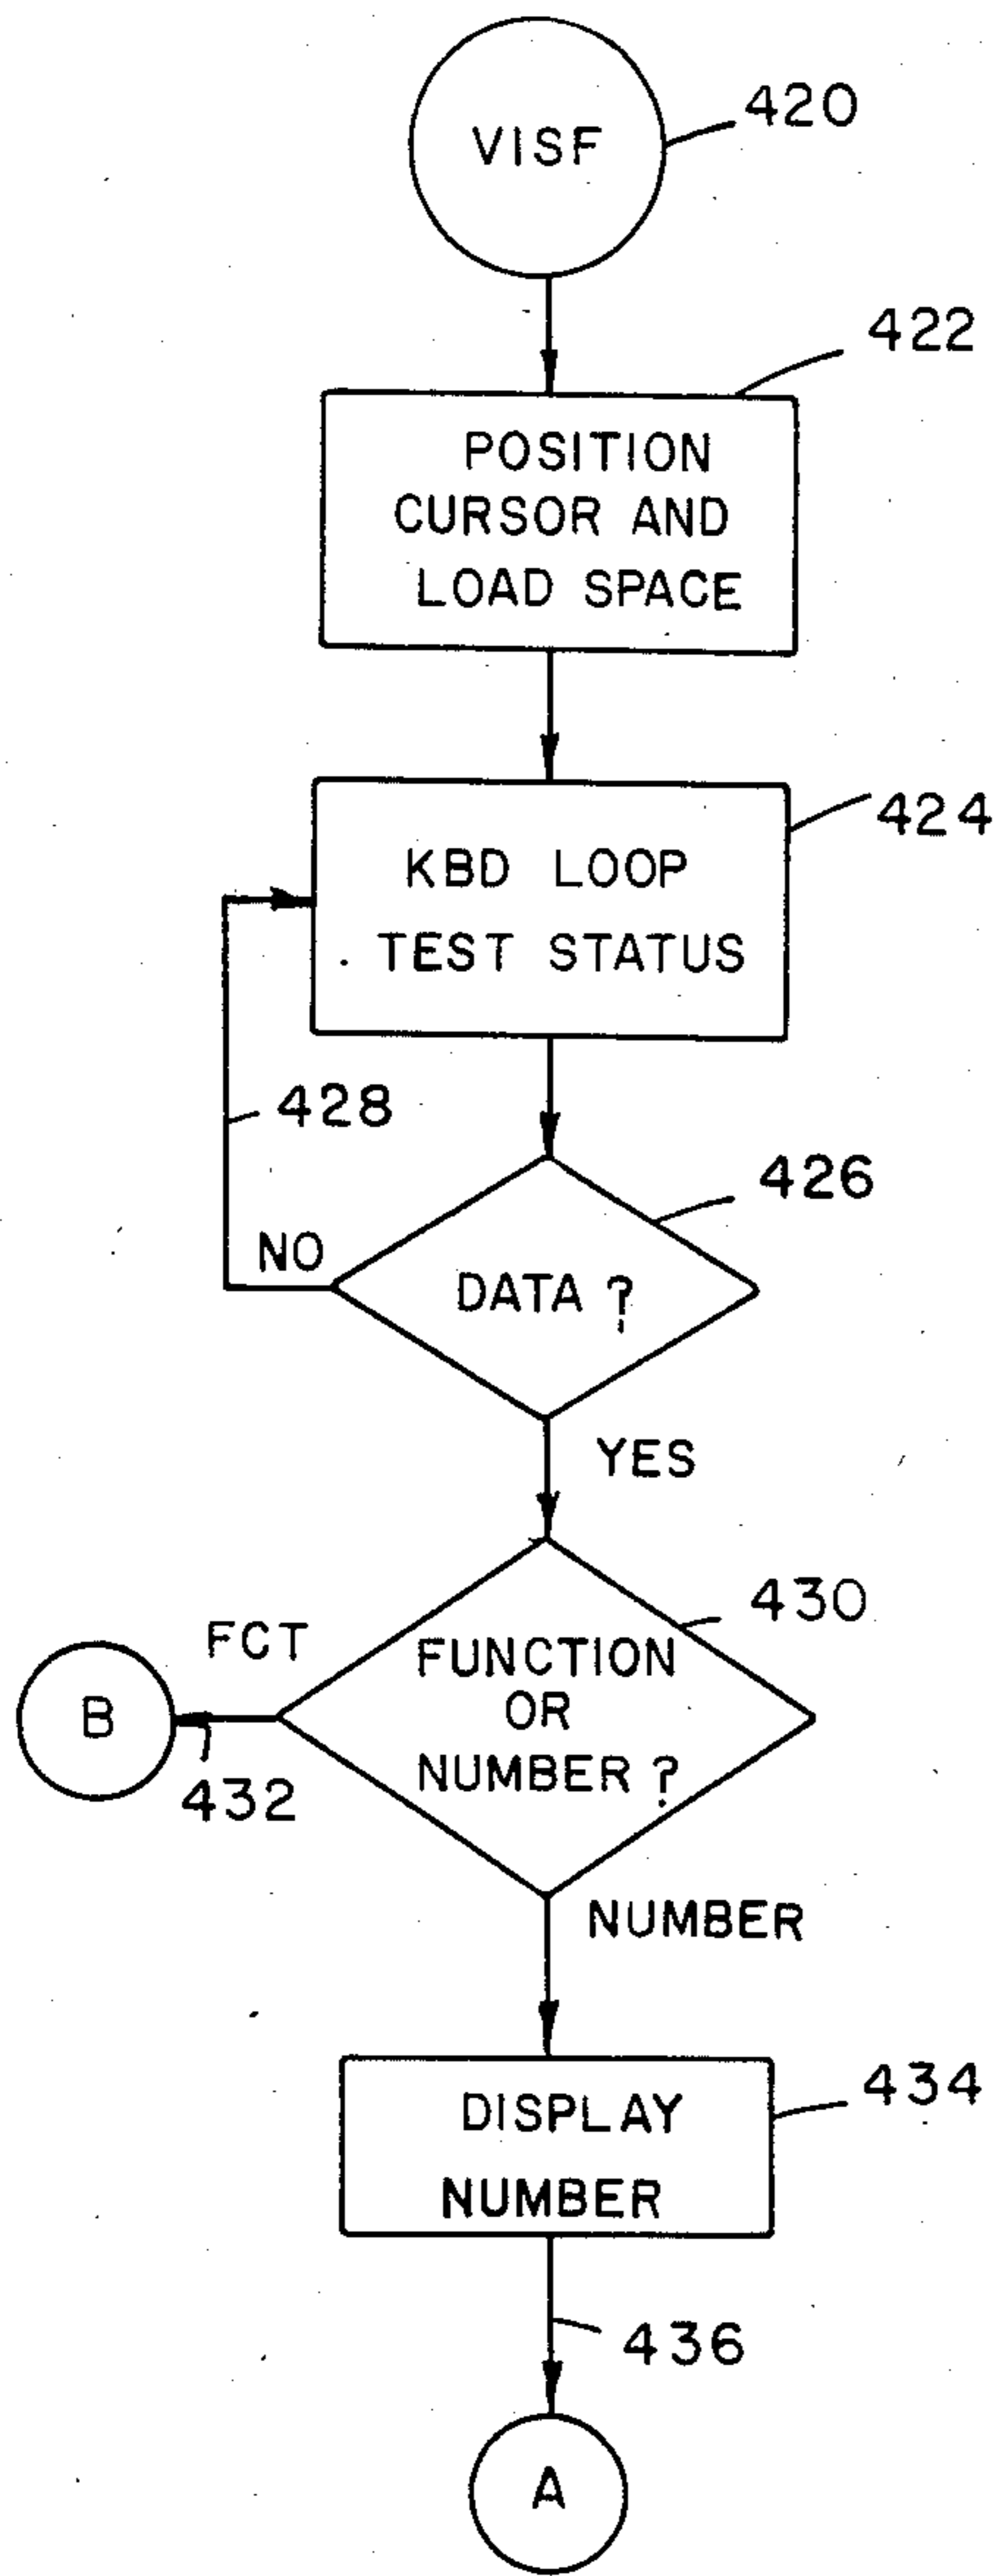 VISF
420
422
POSITION
CURSOR AND
LOAD SPACE
424
KBD LOOP
TEST STATUS
428
426
NO
DATA ?
YES
430
FCT
FUNCTION
OR
NUMBER ?
B
432
NUMBER
434
DISPLAY
NUMBER
436
A